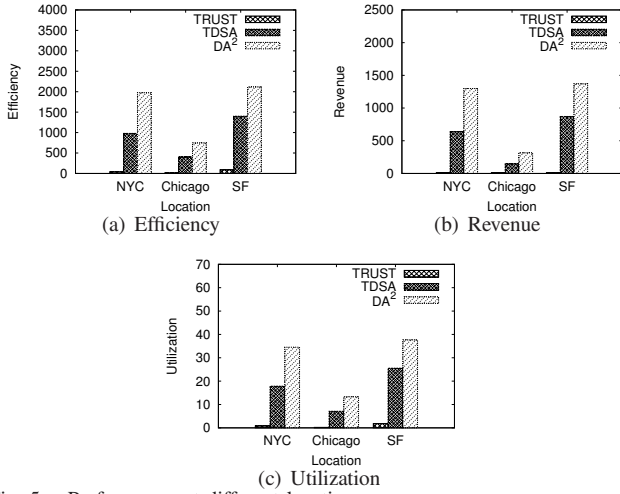 TRUST
TDSA
DA²
4000
3500
3000
2500
2000
1500
1000
500
0
Efficiency
NYC Chicago SF
Location
(a) Efficiency
TRUST
TDSA
DA²
2500
2000
1500
1000
500
0
Revenue
NYC Chicago SF
Location
(b) Revenue
TRUST
TDSA
DA²
70
60
50
40
30
20
10
0
Utilization
NYC Chicago SF
Location
(c) Utilization